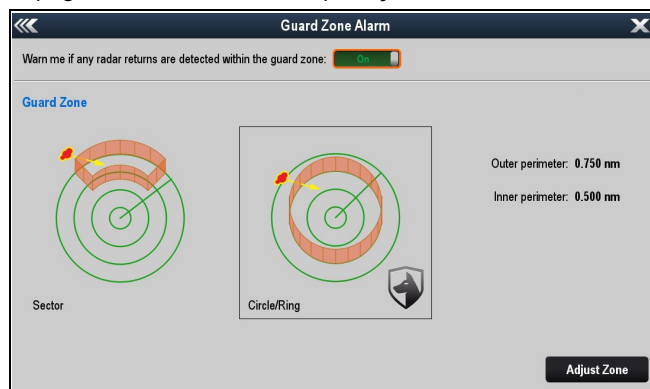 Guard Zone Alarm
Warn me if any radar returns are detected within the guard zone: On
Guard Zone
Outer perimeter: 0.750 nm
Inner perimeter: 0.500 nm
Sector
Circle/Ring
Adjust Zone